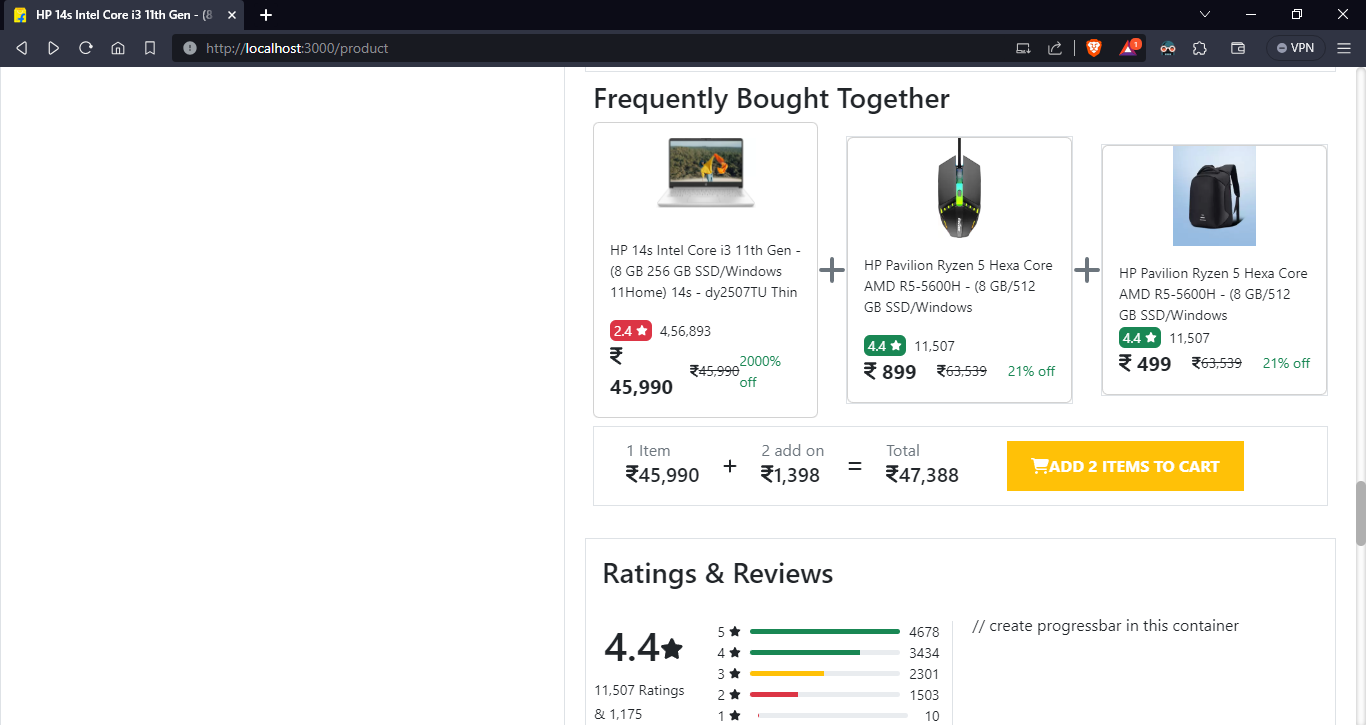 HP 14s Intel Core i3 11th Gen - (8
http://localhost:3000/product
1
VPN
Frequently Bought Together
HP 14s Intel Core i3 11th Gen -
(8 GB 256 GB SSD/Windows
11Home) 14s - dy2507TU Thin
2.4 ★ 4,56,893
₹
45,990 ₹45,990 2000%
off
+
HP Pavilion Ryzen 5 Hexa Core
AMD R5-5600H - (8 GB/512
GB SSD/Windows
4.4 ★ 11,507
₹ 899 ₹63,539 21% off
+
HP Pavilion Ryzen 5 Hexa Core
AMD R5-5600H - (8 GB/512
GB SSD/Windows
4.4 ★ 11,507
₹ 499 ₹63,539 21% off
1 Item
₹45,990
+
2 add on
₹1,398
=
Total
₹47,388
ADD 2 ITEMS TO CART
Ratings & Reviews
4.4★
11,507 Ratings
& 1,175
5 ★ 4678
4 ★ 3434
3 ★ 2301
2 ★ 1503
1 ★ 10
// create progressbar in this container